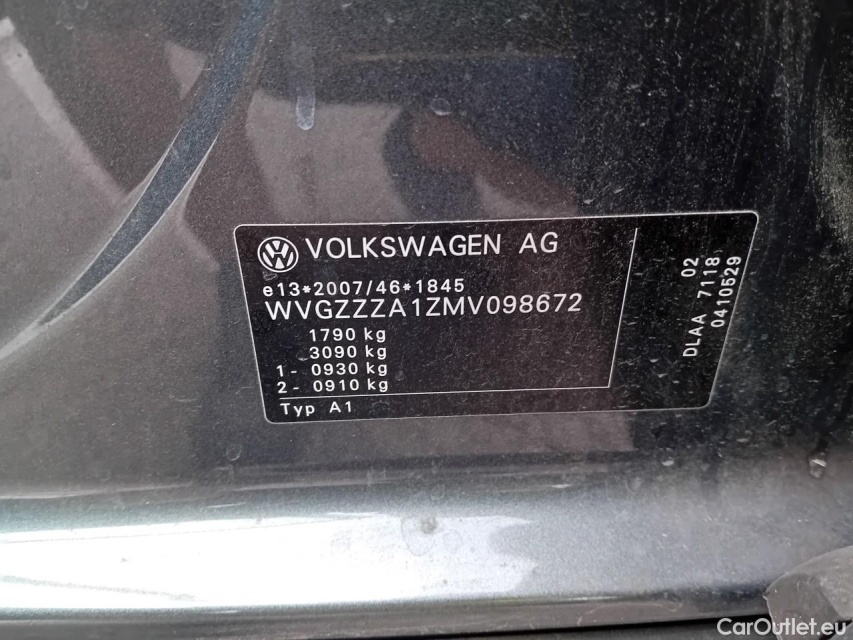 VOLKSWAGEN AG
e13*2007/46*1845
WVGZZZA1ZMV098672
1790 kg
3090 kg
1- 0930 kg
2- 0910 kg
Typ A1
02
DLAA 7118
0410529
CarOutlet.eu